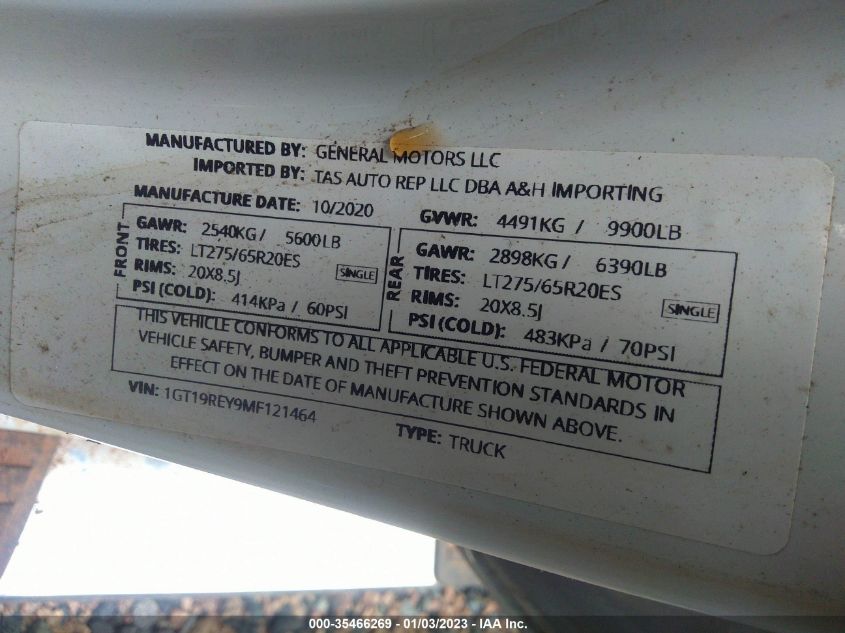 MANUFACTURED BY: GENERAL MOTORS LLC
IMPORTED BY: TAS AUTO REP LLC DBA A&H IMPORTING
MANUFACTURE DATE: 10/2020 GVWR: 4491KG / 9900LB
FRONT
GAWR: 2540KG / 5600LB
TIRES: LT275/65R20ES
RIMS: 20X8.5J SINGLE
PSI (COLD): 414KPa / 60PSI
REAR
GAWR: 2898KG / 6390LB
TIRES: LT275/65R20ES
RIMS: 20X8.5J SINGLE
PSI (COLD): 483KPa / 70PSI
THIS VEHICLE CONFORMS TO ALL APPLICABLE U.S. FEDERAL MOTOR
VEHICLE SAFETY, BUMPER AND THEFT PREVENTION STANDARDS IN
EFFECT ON THE DATE OF MANUFACTURE SHOWN ABOVE.
VIN: 1GT19REY9MF121464 TYPE: TRUCK
000-35466269 - 01/03/2023 - IAA Inc.